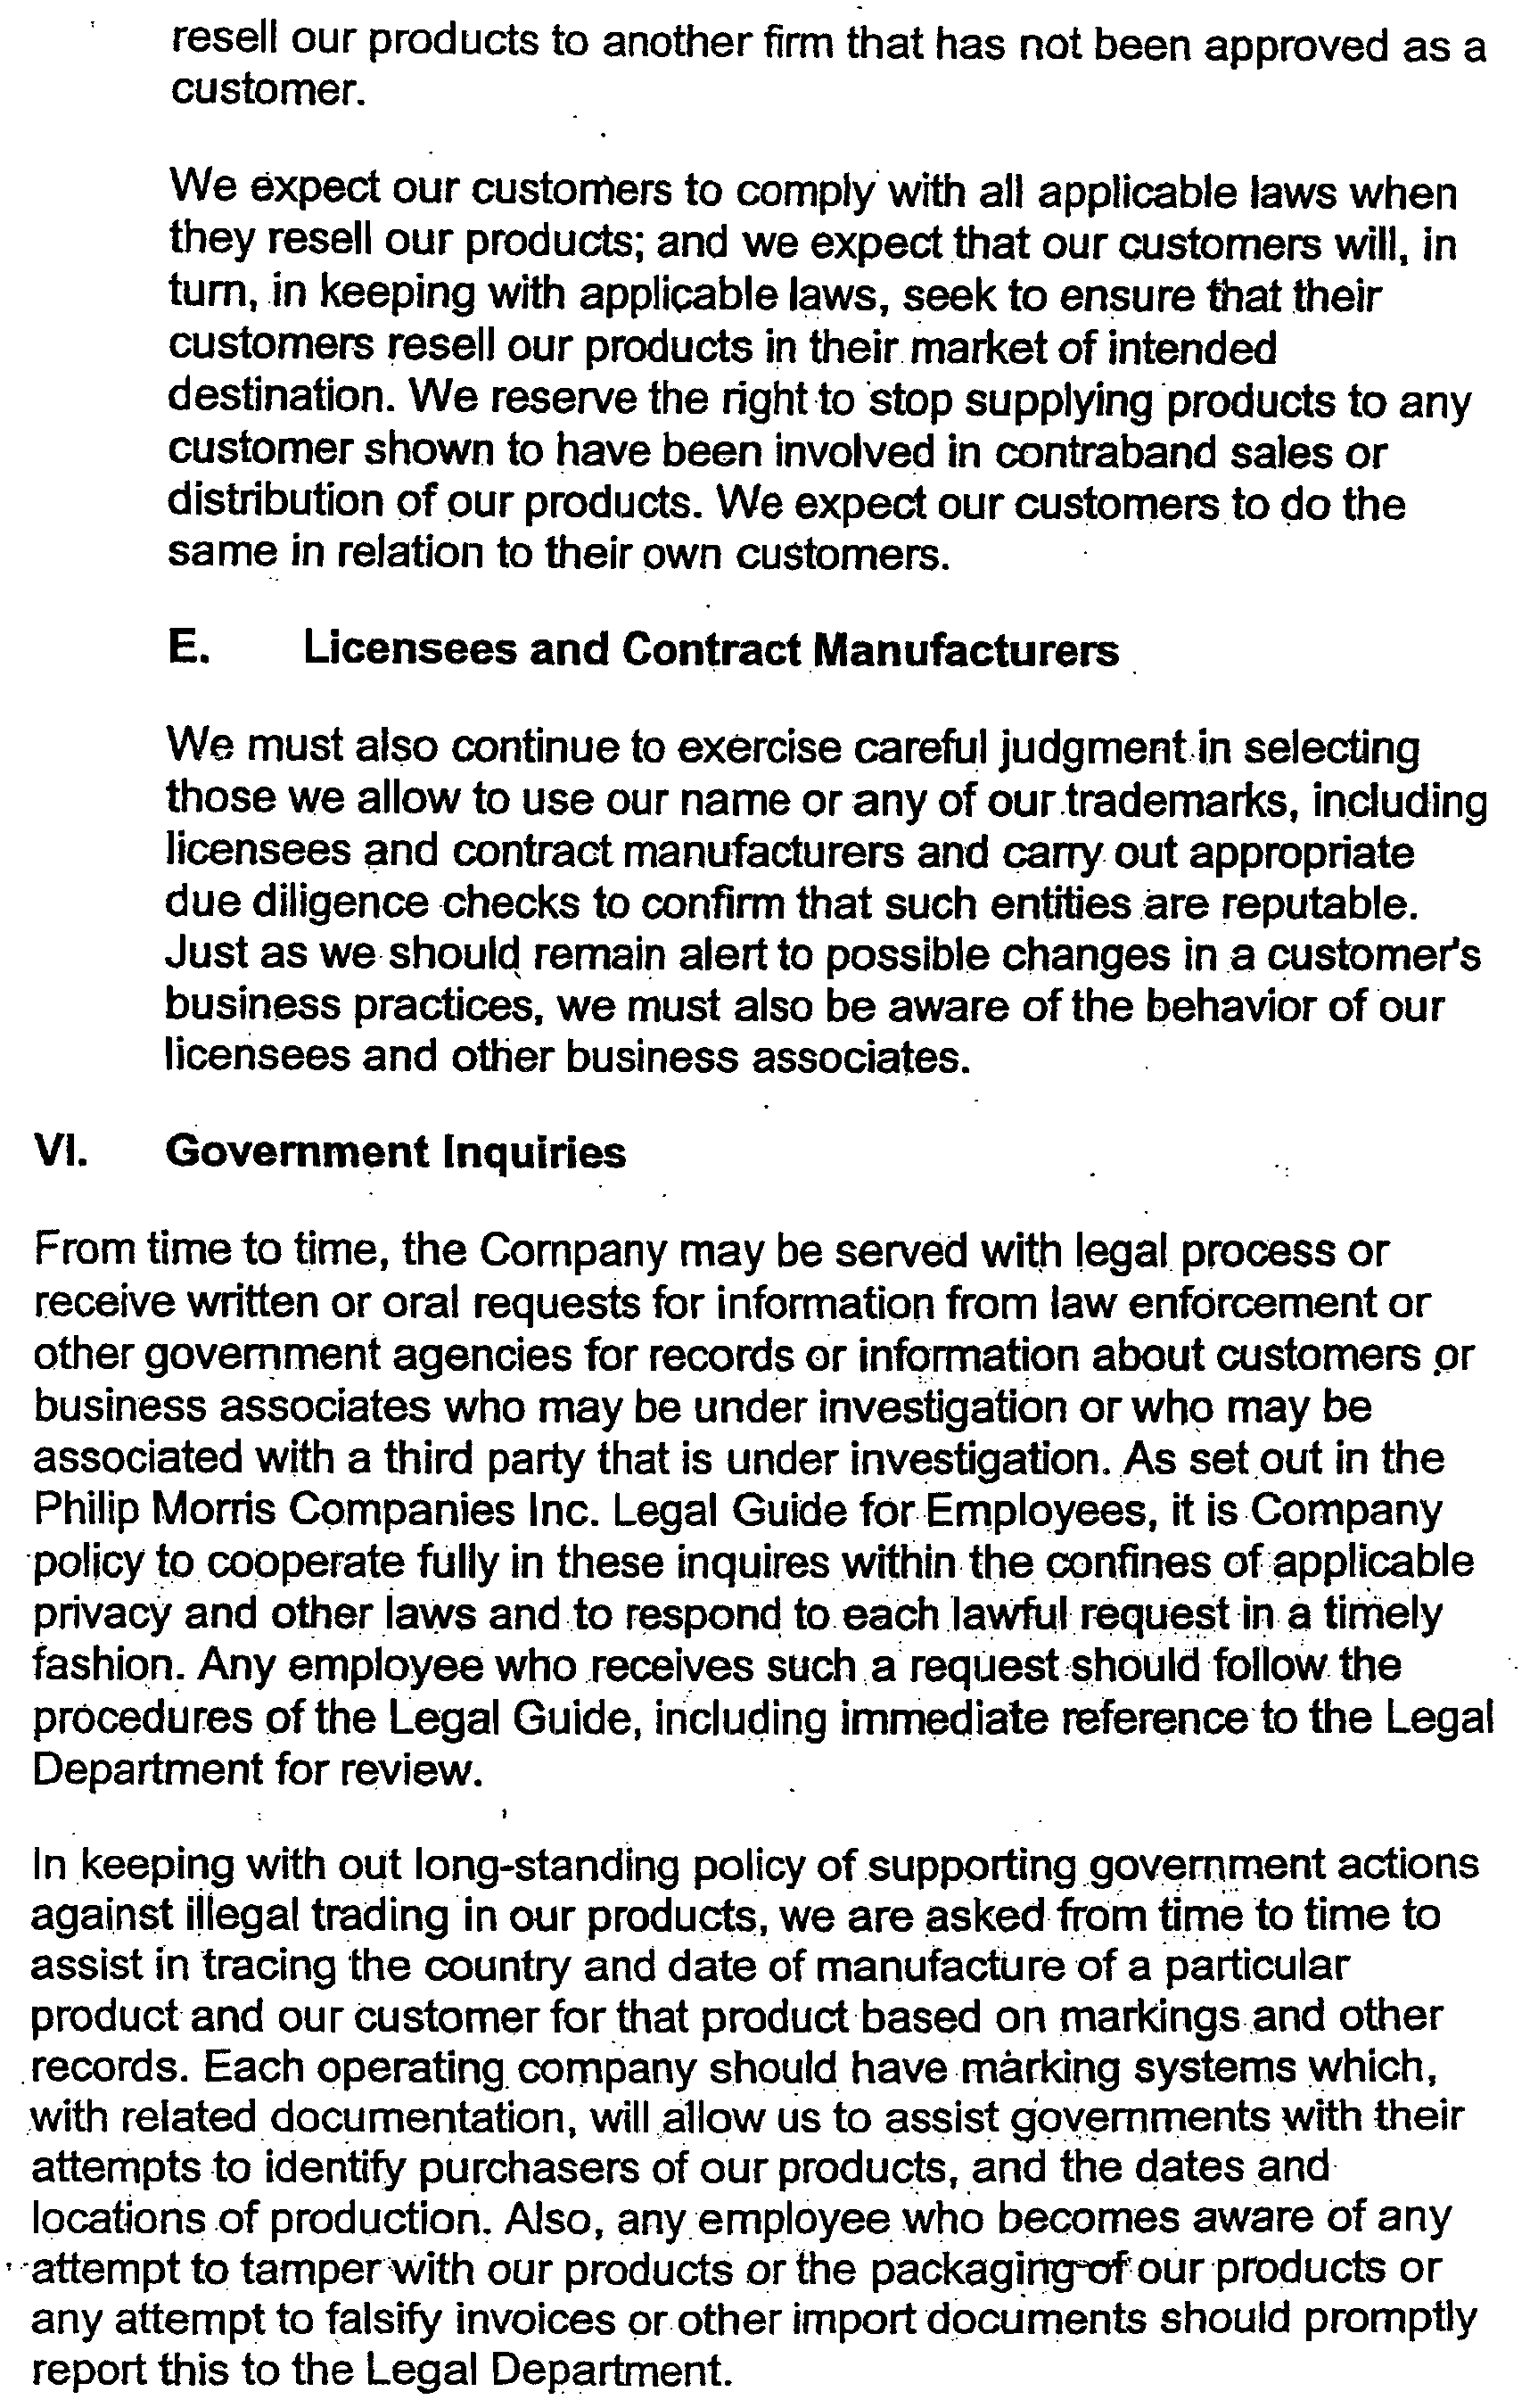 resell our products to another firm that has not been approved as a
customer.
We expect our customers to comply with all applicable laws when
they resell our products; and we expect that our customers will, in
turn, in keeping with applicable laws, seek to ensure that their
customers resell our products in their market of intended
destination. We reserve the right to stop supplying products to any
customer shown to have been involved in contraband sales or
distribution of our products. We expect our customers to do the
same in relation to their own customers.
E. Licensees and Contract Manufacturers
We must also continue to exercise careful judgment in selecting
those we allow to use our name or any of our trademarks, including
licensees and contract manufacturers and carry out appropriate
due diligence checks to confirm that such entities are reputable.
Just as we should remain alert to possible changes in a customer's
business practices, we must also be aware of the behavior of our
licensees and other business associates.
VI. Government Inquiries
From time to time, the Company may be served with legal process or
receive written or oral requests for information from law enforcement or
other government agencies for records or information about customers or
business associates who may be under investigation or who may be
associated with a third party that is under investigation. As set out in the
Philip Morris Companies Inc. Legal Guide for Employees, it is Company
policy to cooperate fully in these inquires within the confines of applicable
privacy and other laws and to respond to each lawful request in a timely
fashion. Any employee who receives such a request should follow the
procedures of the Legal Guide, including immediate reference to the Legal
Department for review.
In keeping with out long-standing policy of supporting government actions
against illegal trading in our products, we are asked from time to time to
assist in tracing the country and date of manufacture of a particular
product and our customer for that product based on markings and other
records. Each operating company should have marking systems which,
with related documentation, will allow us to assist governments with their
attempts to identify purchasers of our products, and the dates and
locations of production. Also, any employee who becomes aware of any
attempt to tamper with our products or the packaging of our products or
any attempt to falsify invoices or other import documents should promptly
report this to the Legal Department.